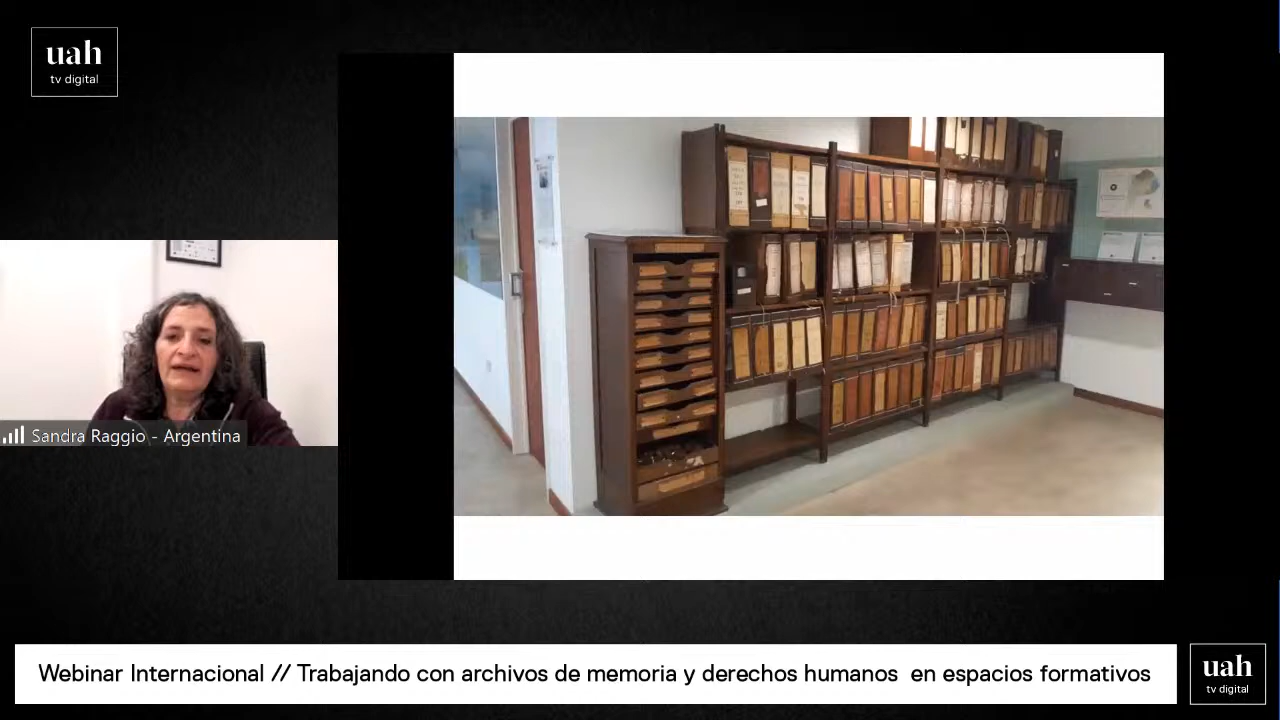 uah
tv digital
Sandra Raggio - Argentina
Webinar Internacional // Trabajando con archivos de memoria y derechos humanos en espacios formativos
uah
tv digital